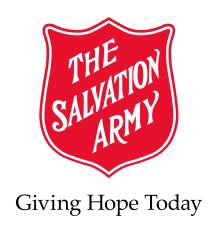 THE
SALVATION
ARMY
Giving Hope Today